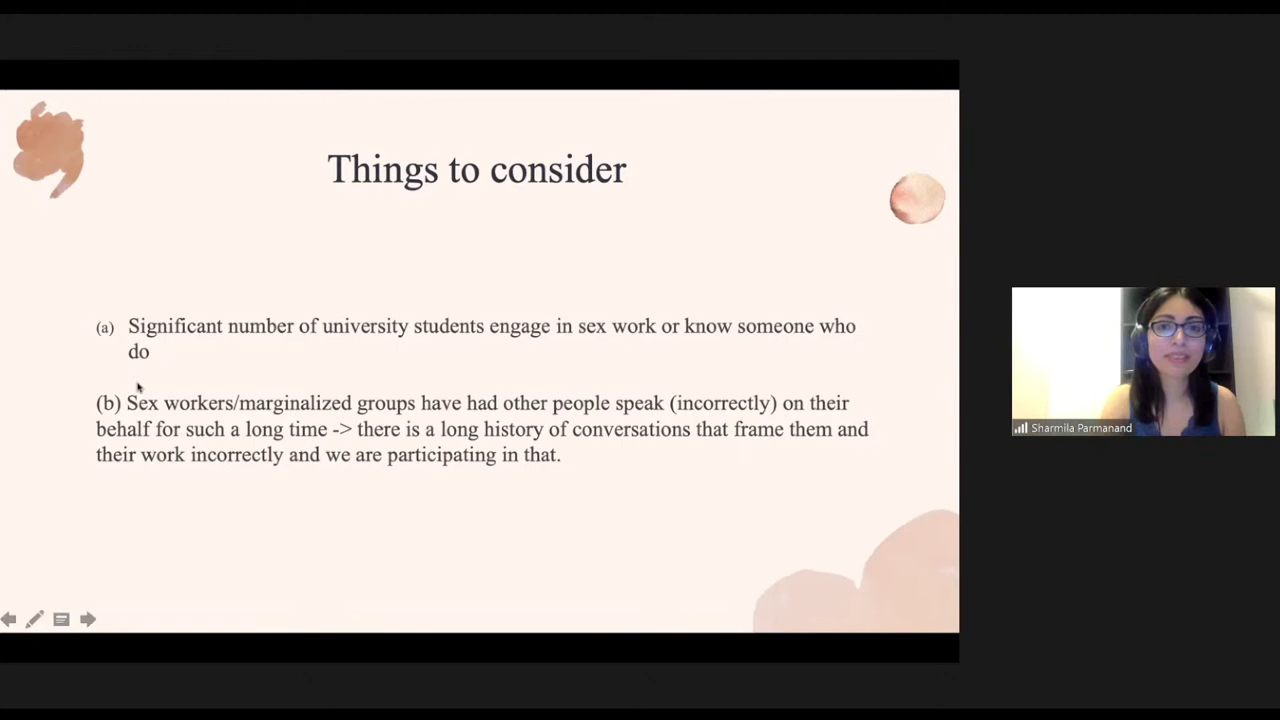 Things to consider
(a) Significant number of university students engage in sex work or know someone who
do
(b) Sex workers/marginalized groups have had other people speak (incorrectly) on their
behalf for such a long time -> there is a long history of conversations that frame them and
their work incorrectly and we are participating in that.
Sharmila Parmanand